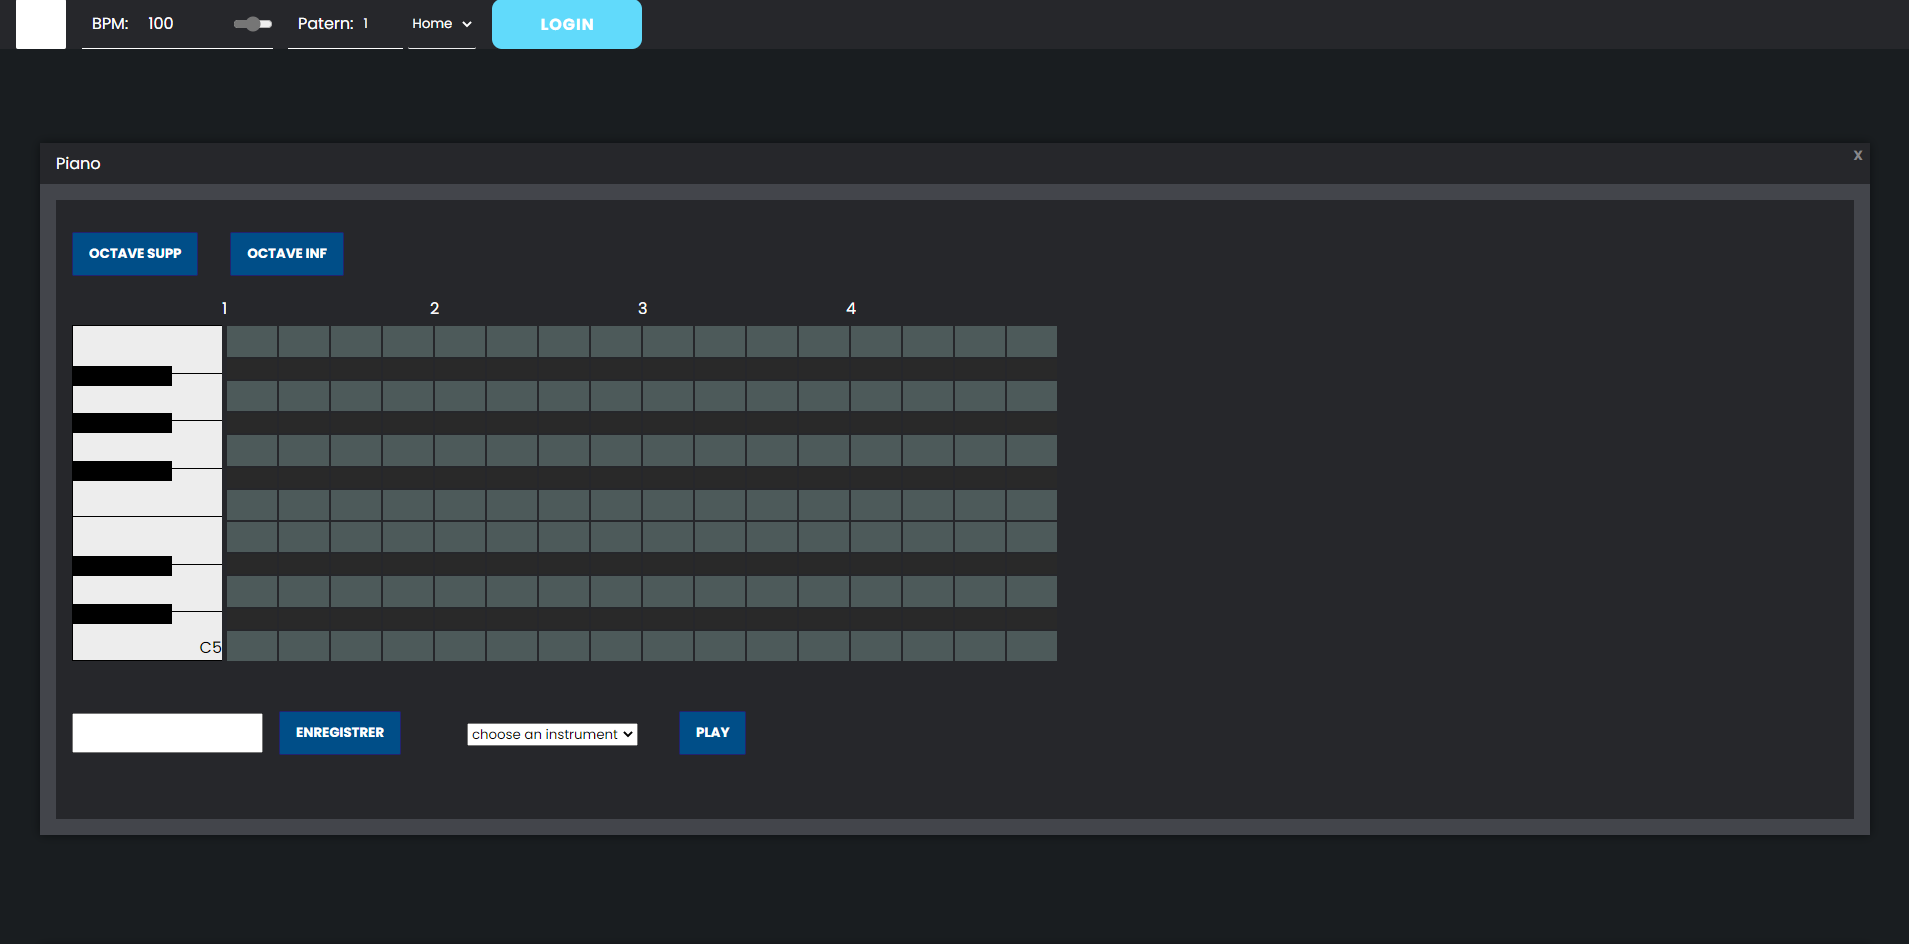 BPM: 100 Patern: 1 Home LOGIN
Piano x
OCTAVE SUPP OCTAVE INF
1 2 3 4
C5
ENREGISTRER choose an instrument PLAY